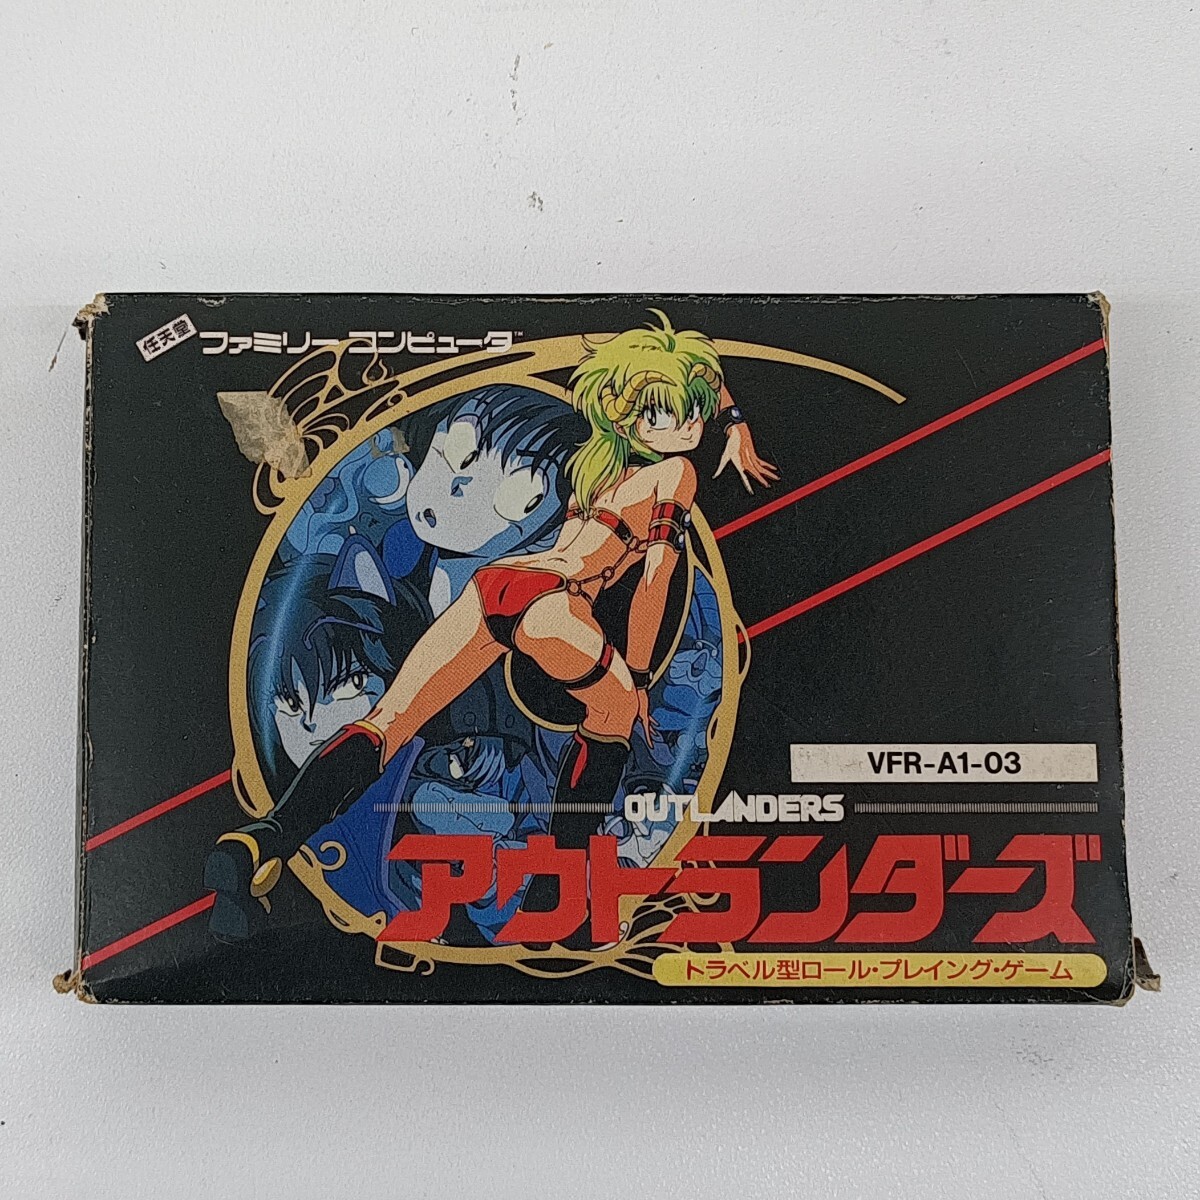 任天堂
ファミリーコンピュータ™
VFR-A1-03
OUTLANDERS
アウトランダーズ
トラベル型ロール・プレイング・ゲーム